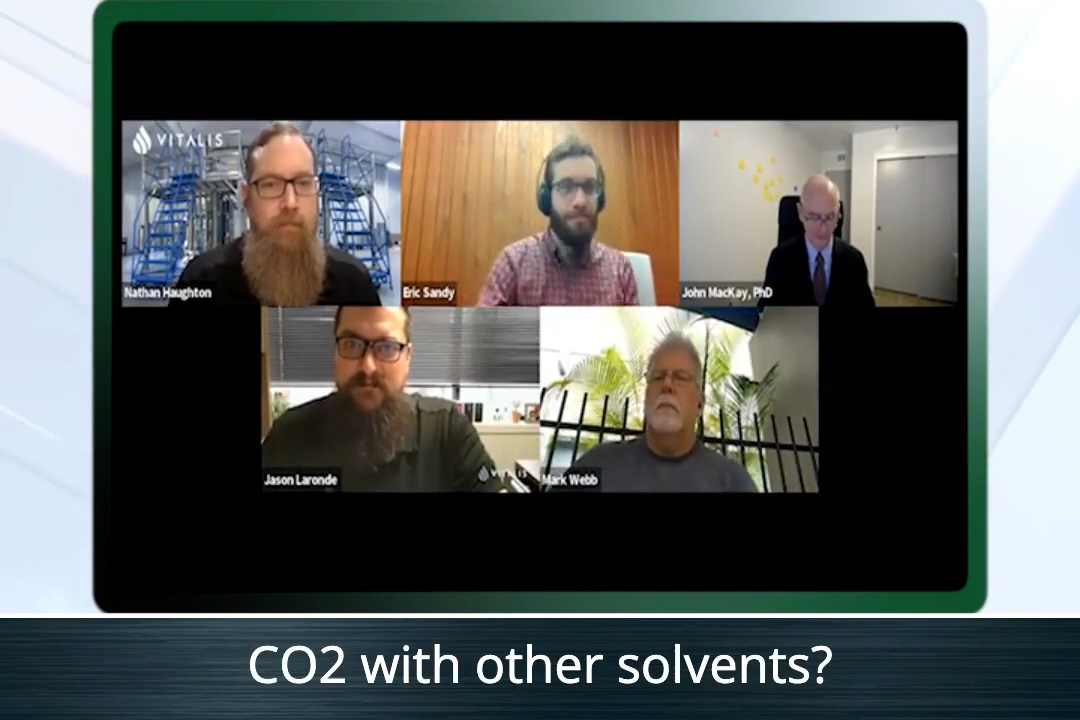 VITALIS
Nathan Haughton
Eric Sandy
John MacKay, PhD
Jason Laronde
VITALIS
Mark Webb
CO2 with other solvents?